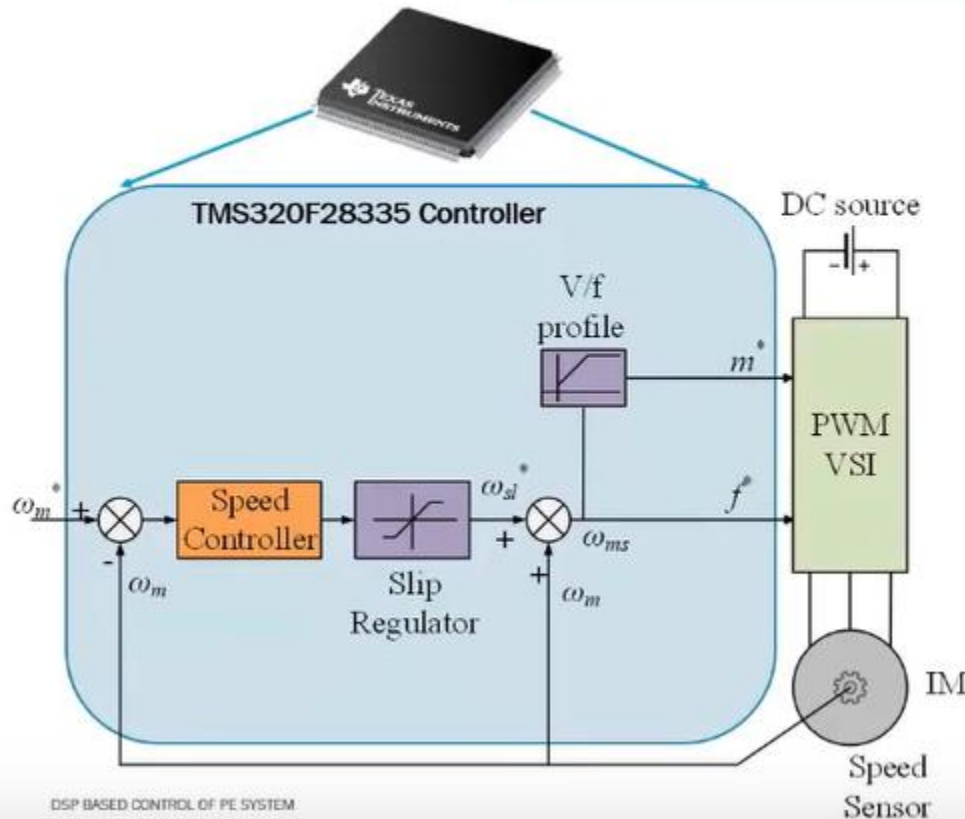 TEXAS
INSTRUMENTS
TMS320F28335 Controller
DC source
- +
V/f
profile
m*
PWM
VSI
ωm* +
Speed
Controller
ωsl*
f*
-
+
ωms
ωm
Slip
Regulator
+
ωm
IM
Speed
Sensor
DSP BASED CONTROL OF PE SYSTEM